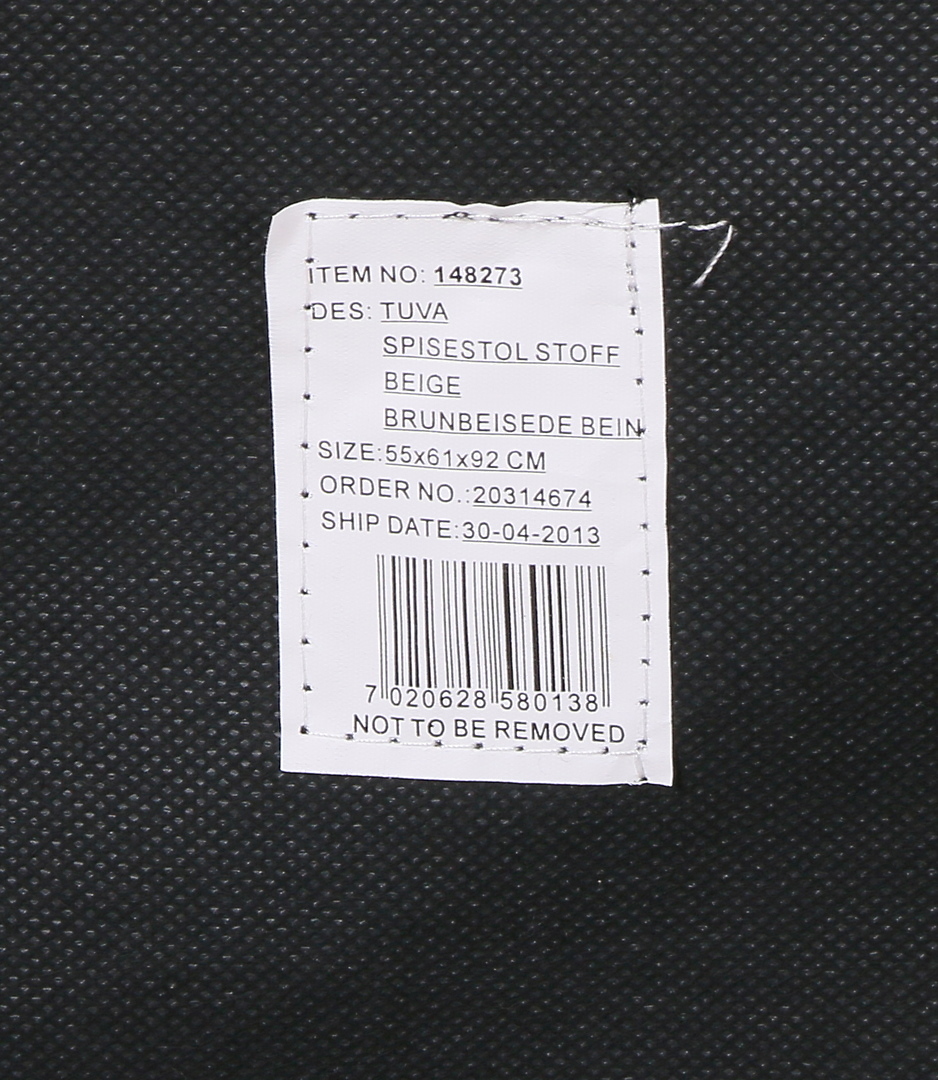 ITEM NO: 148273
DES: TUVA
SPISESTOL STOFF
BEIGE
BRUNBEISEDE BEIN
SIZE:55x61x92 CM
ORDER NO.:20314674
SHIP DATE:30-04-2013
7 020628 580138
NOT TO BE REMOVED